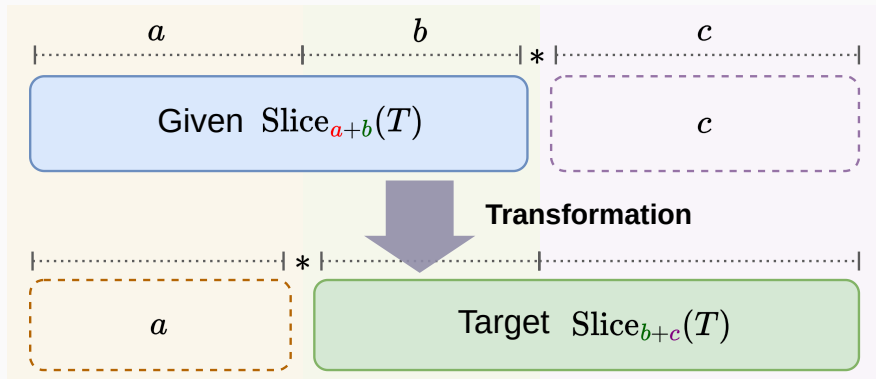 a b * c
Given Slice_{a+b}(T) c
Transformation
*
a Target Slice_{b+c}(T)